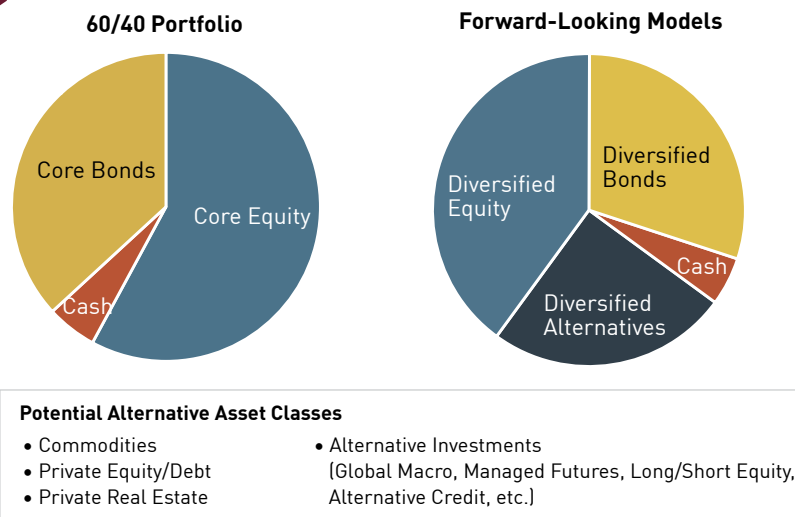 60/40 Portfolio
Core Bonds
Core Equity
Cash
Forward-Looking Models
Diversified
Bonds
Diversified
Equity
Cash
Diversified
Alternatives
Potential Alternative Asset Classes
• Commodities
• Private Equity/Debt
• Private Real Estate
• Alternative Investments
(Global Macro, Managed Futures, Long/Short Equity,
Alternative Credit, etc.)